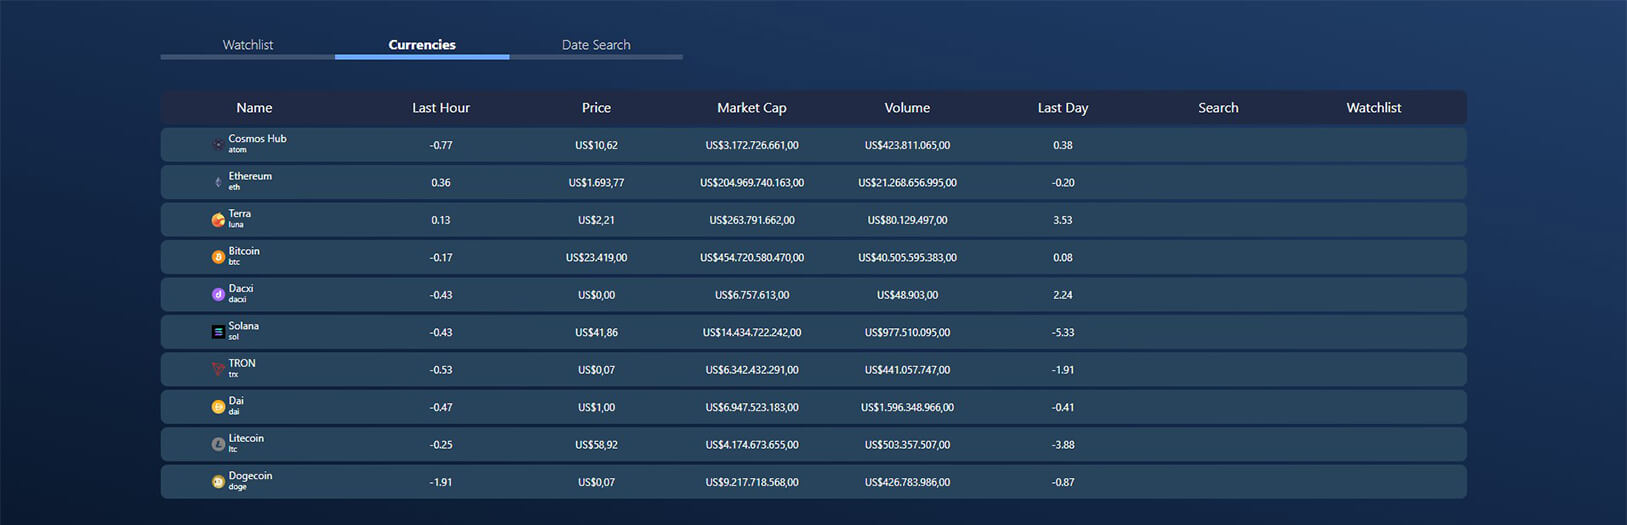 Watchlist Currencies Date Search
Name Last Hour Price Market Cap Volume Last Day Search Watchlist
Cosmos Hub
atom
-0.77 US$10,62 US$3.172.726.661,00 US$423.811.065,00 0.38
Ethereum
eth
0.36 US$1.693,77 US$204.969.740.163,00 US$21.268.656.995,00 -0.20
Terra
luna
0.13 US$2,21 US$263.791.662,00 US$80.129.497,00 3.53
Bitcoin
btc
-0.17 US$23.419,00 US$454.720.580.470,00 US$40.505.595.383,00 0.08
Dacxi
dacxi
-0.43 US$0,00 US$6.757.613,00 US$48.903,00 2.24
Solana
sol
-0.43 US$41,86 US$14.434.722.242,00 US$977.510.095,00 -5.33
TRON
trx
-0.53 US$0,07 US$6.342.432.291,00 US$441.057.747,00 -1.91
Dai
dai
-0.47 US$1,00 US$6.947.523.183,00 US$1.596.348.966,00 -0.41
Litecoin
ltc
-0.25 US$58,92 US$4.174.673.655,00 US$503.357.507,00 -3.88
Dogecoin
doge
-1.91 US$0,07 US$9.217.718.568,00 US$426.783.986,00 -0.87